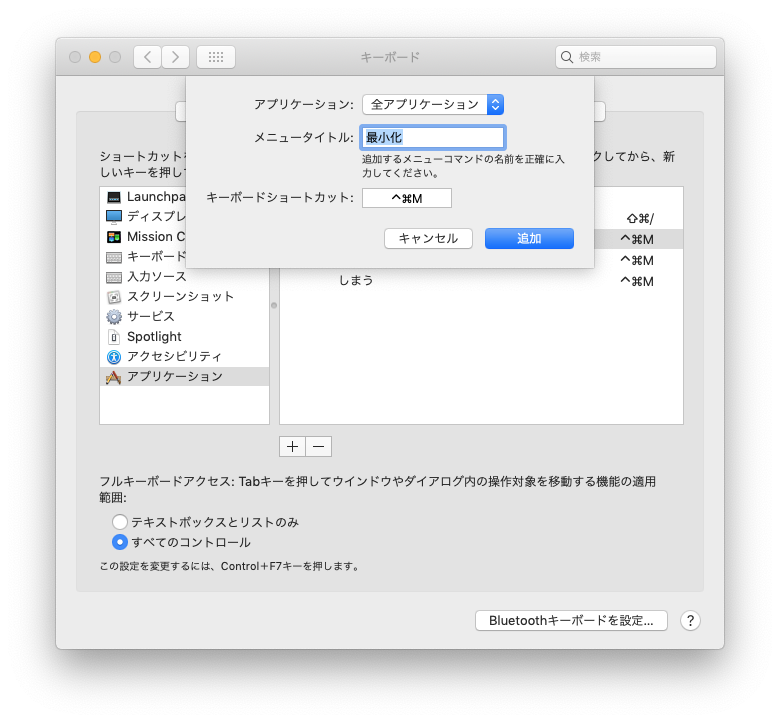 キーボード
検索
アプリケーション: 全アプリケーション
メニュータイトル: 最小化
追加するメニューコマンドの名前を正確に入
力してください。
キーボードショートカット: ^⌘M
キャンセル 追加
ショートカットを
クしてから、新
しいキーを押して
Launchpa
ディスプレ
Mission C
キーボード
入力ソース
スクリーンショット
サービス
Spotlight
アクセシビリティ
アプリケーション
⇧⌘/
^⌘M
^⌘M
しまう ^⌘M
+ −
フルキーボードアクセス: Tabキーを押してウインドウやダイアログ内の操作対象を移動する機能の適用
範囲:
テキストボックスとリストのみ
すべてのコントロール
この設定を変更するには、Control+F7キーを押します。
Bluetoothキーボードを設定... ?